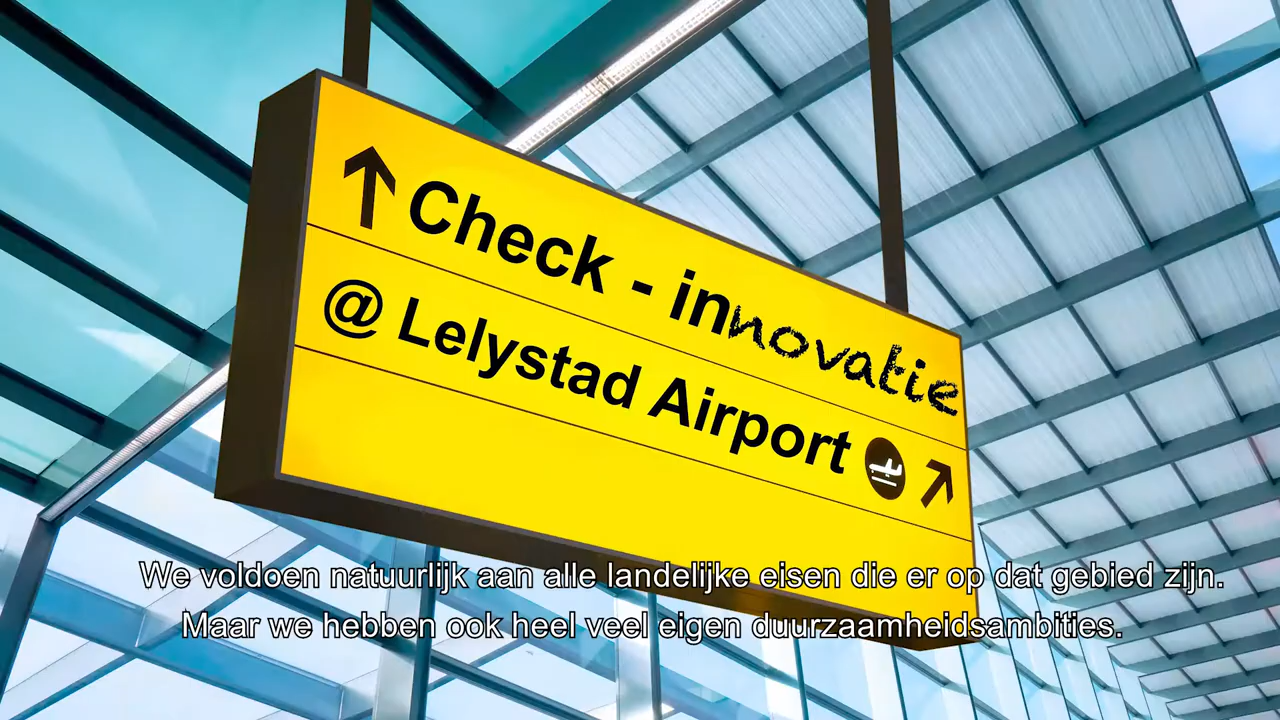 Check - innovatie
@ Lelystad Airport
We voldoen natuurlijk aan alle landelijke eisen die er op dat gebied zijn.
Maar we hebben ook heel veel eigen duurzaamheidsambities.